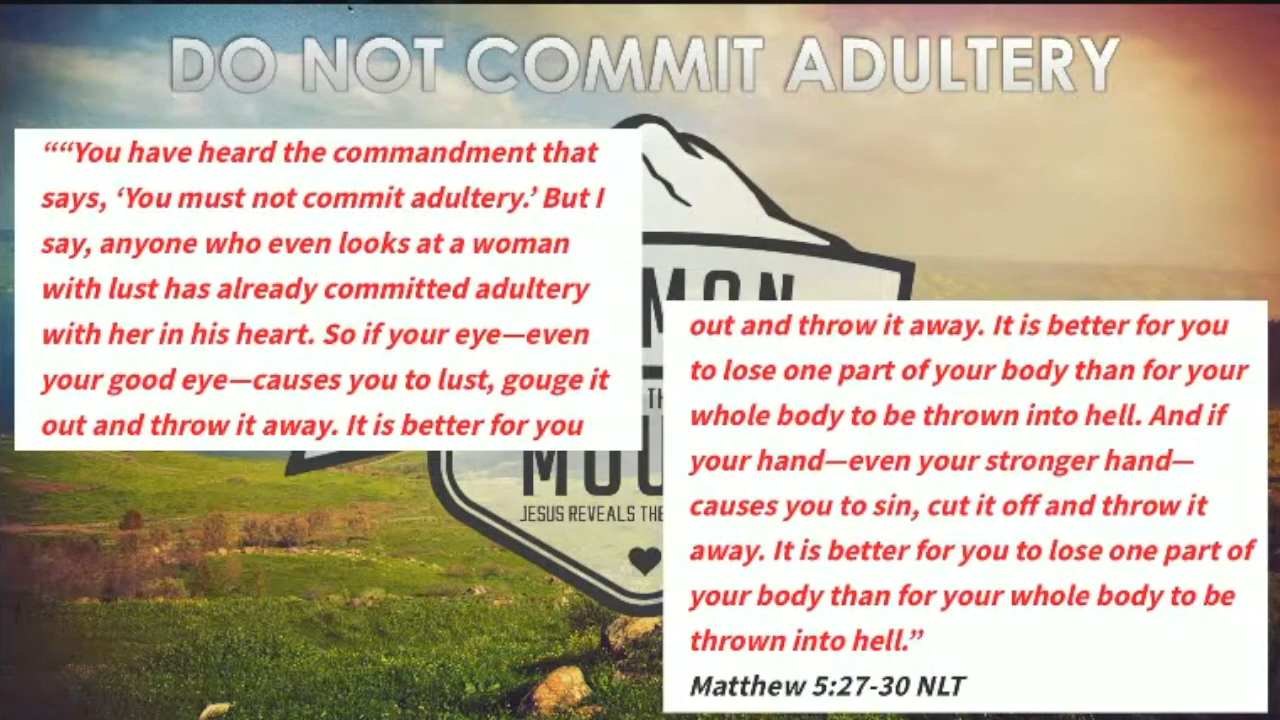 DO NOT COMMIT ADULTERY
““You have heard the commandment that
says, ‘You must not commit adultery.’ But I
say, anyone who even looks at a woman
with lust has already committed adultery
with her in his heart. So if your eye—even
your good eye—causes you to lust, gouge it
out and throw it away. It is better for you
out and throw it away. It is better for you
to lose one part of your body than for your
whole body to be thrown into hell. And if
your hand—even your stronger hand—
causes you to sin, cut it off and throw it
away. It is better for you to lose one part of
your body than for your whole body to be
thrown into hell.”
Matthew 5:27-30 NLT
MON
TH
MOU
JESUS REVEALS THE